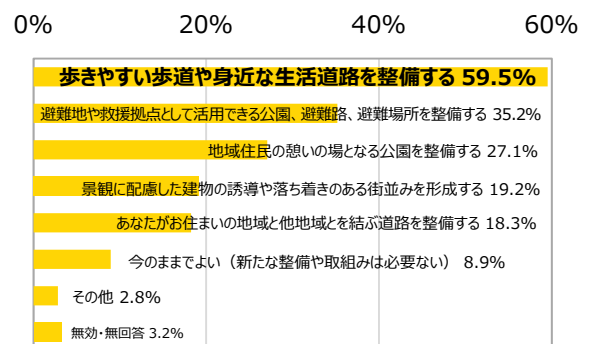 0% 20% 40% 60%
歩きやすい歩道や身近な生活道路を整備する 59.5%
避難地や救援拠点として活用できる公園、避難路、避難場所を整備する 35.2%
地域住民の憩いの場となる公園を整備する 27.1%
景観に配慮した建物の誘導や落ち着きのある街並みを形成する 19.2%
あなたがお住まいの地域と他地域とを結ぶ道路を整備する 18.3%
今のままでよい（新たな整備や取組みは必要ない） 8.9%
その他 2.8%
無効・無回答 3.2%